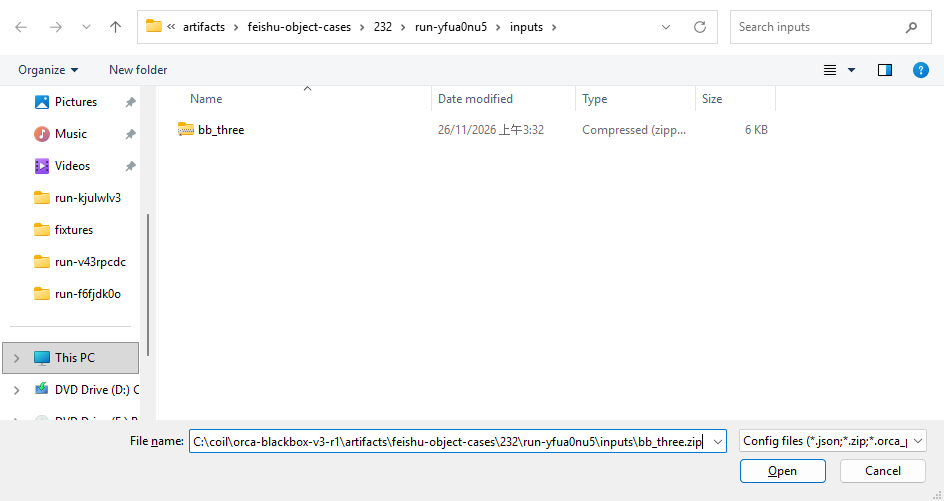 « artifacts > feishu-object-cases > 232 > run-yfua0nu5 > inputs >
Search inputs
Organize
New folder
Name
Date modified
Type
Size
Pictures
Music
Videos
run-kjulwlv3
fixtures
run-v43rpcdc
run-f6fjdk0o
This PC
DVD Drive (D:) C
bb_three
26/11/2026 上午3:32
Compressed (zipp...
6 KB
File name:
C:\coil\orca-blackbox-v3-r1\artifacts\feishu-object-cases\232\run-yfua0nu5\inputs\bb_three.zip
Config files (*.json;*.zip;*.orca_
Open
Cancel